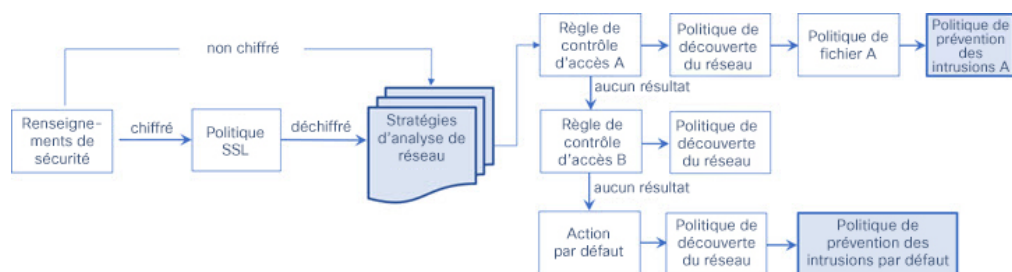 non chiffré
Renseigne-
ments de
sécurité
chiffré
Politique
SSL
déchiffré
Stratégies
d'analyse de
réseau
Règle de
contrôle
d'accès A
Politique de
découverte
du réseau
Politique de
fichier A
Politique de
prévention
des
intrusions A
aucun résultat
Règle de
contrôle
d'accès B
Politique de
découverte
du réseau
aucun résultat
Action
par défaut
Politique de
découverte
du réseau
Politique de
prévention des
intrusions par défaut